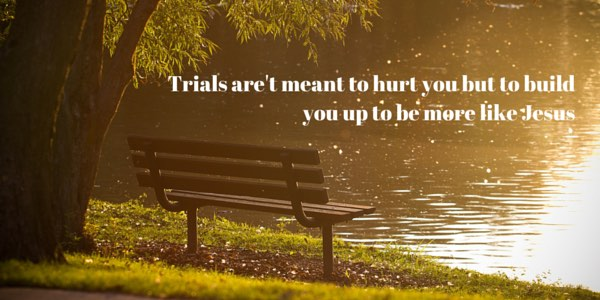 Trials are't meant to hurt you but to build
you up to be more like Jesus